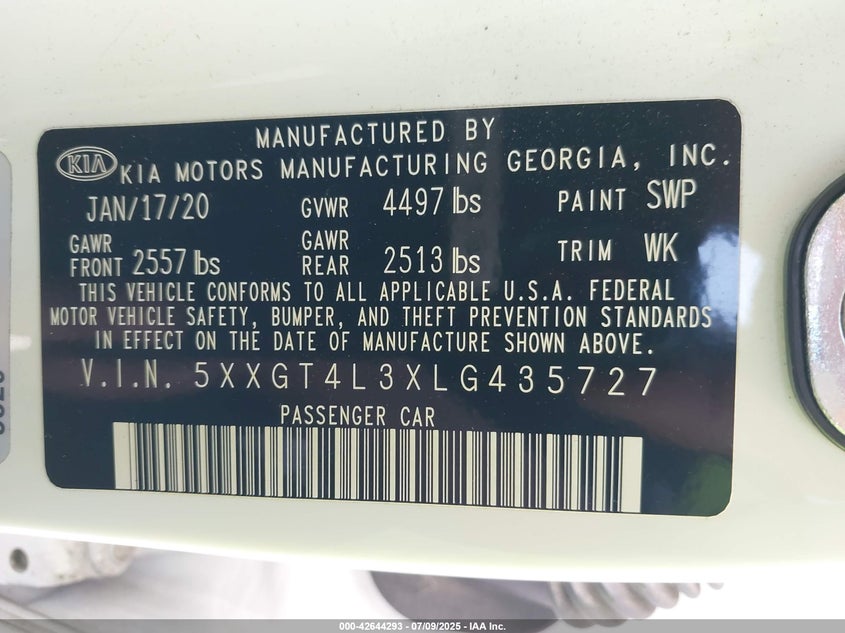 MANUFACTURED BY
KIA KIA MOTORS MANUFACTURING GEORGIA, INC.
JAN/17/20 GVWR 4497 lbs PAINT SWP
GAWR FRONT 2557 lbs GAWR REAR 2513 lbs TRIM WK
THIS VEHICLE CONFORMS TO ALL APPLICABLE U.S.A. FEDERAL
MOTOR VEHICLE SAFETY, BUMPER, AND THEFT PREVENTION STANDARDS
IN EFFECT ON THE DATE OF MANUFACTURE SHOWN ABOVE.
V.I.N. 5XXGT4L3XLG435727
PASSENGER CAR
000-42644293 - 07/09/2025 - IAA Inc.